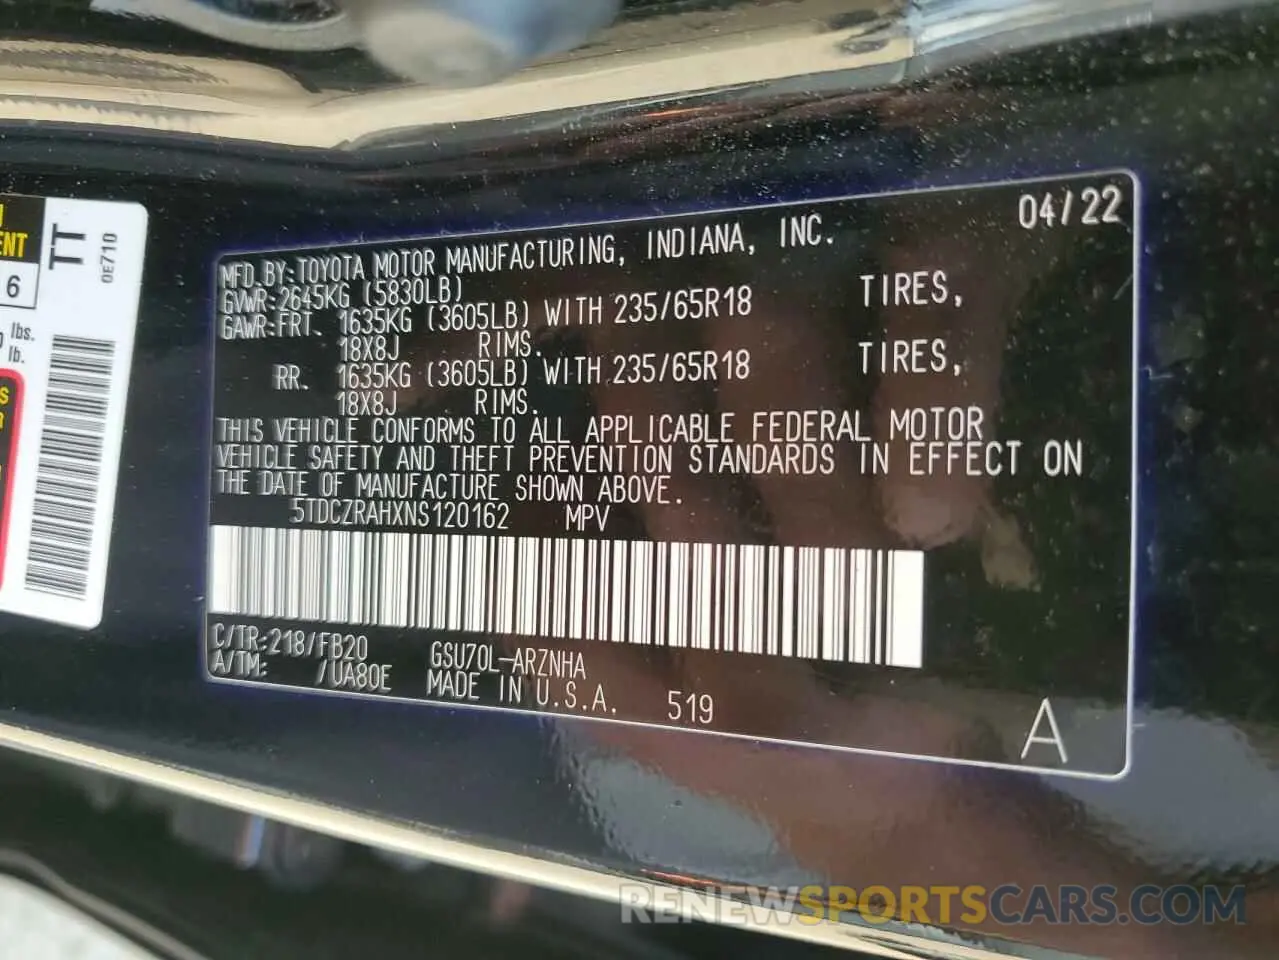 04/22
MFD.BY:TOYOTA MOTOR MANUFACTURING, INDIANA, INC.
GVWR:2645KG (5830LB)
GAWR:FRT. 1635KG (3605LB) WITH 235/65R18 TIRES,
18X8J RIMS.
RR. 1635KG (3605LB) WITH 235/65R18 TIRES,
18X8J RIMS.
THIS VEHICLE CONFORMS TO ALL APPLICABLE FEDERAL MOTOR
VEHICLE SAFETY AND THEFT PREVENTION STANDARDS IN EFFECT ON
THE DATE OF MANUFACTURE SHOWN ABOVE.
5TDCZRAHXNS120162 MPV
C/TR:218/FB20 GSU70L-ARZNHA
A/TM: /UA80E MADE IN U.S.A. 519
A
TT
0E710
6
lbs.
lb.
RENEWSPORTSCARS.COM